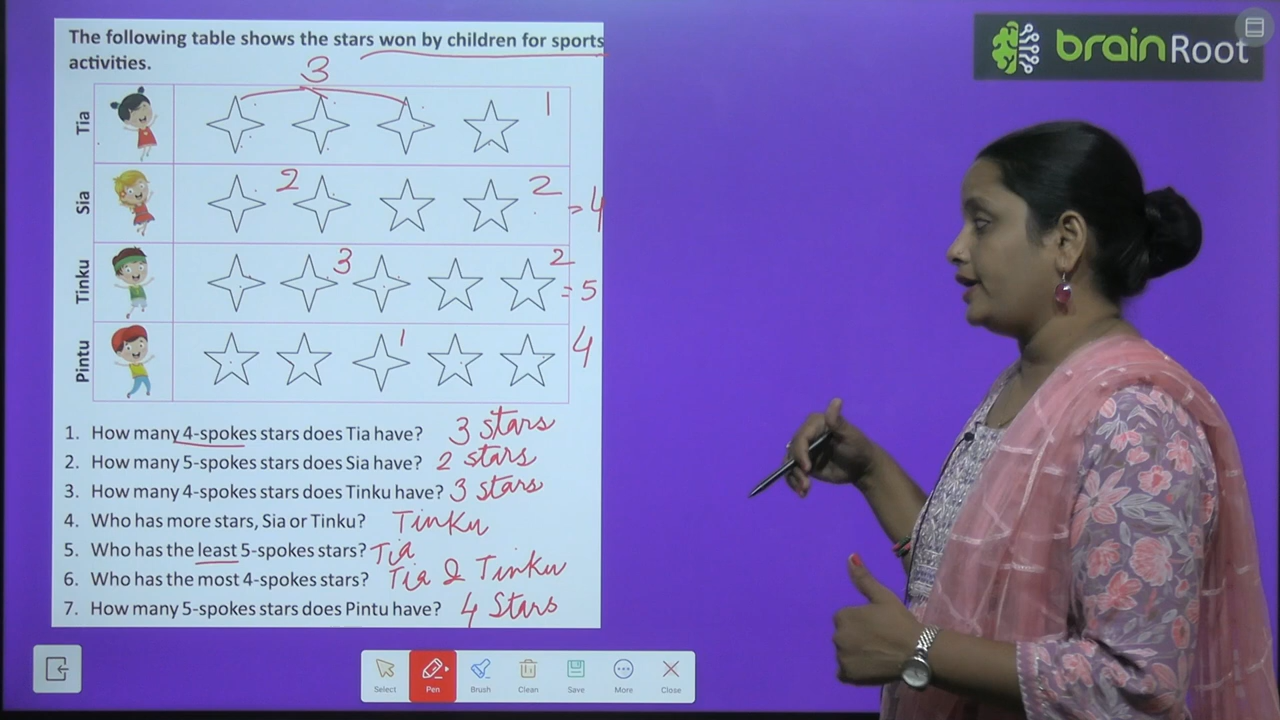 The following table shows the stars won by children for sports
activities.
brainRoot
3
Tia
1
Sia
2
2
= 4
Tinku
3
2
= 5
Pintu
1
4
1. How many 4-spokes stars does Tia have? 3 stars
2. How many 5-spokes stars does Sia have? 2 stars
3. How many 4-spokes stars does Tinku have? 3 stars
4. Who has more stars, Sia or Tinku? Tinku
5. Who has the least 5-spokes stars? Tia
6. Who has the most 4-spokes stars? Tia & Tinku
7. How many 5-spokes stars does Pintu have? 4 Stars
Select Pen Brush Clean Save More Close